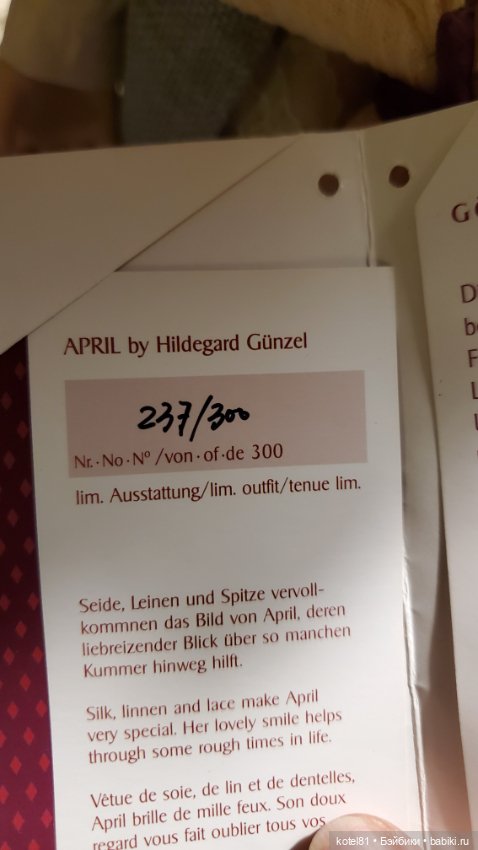 APRIL by Hildegard Günzel
237/300
Nr.·No·Nº /von·of·de 300
lim. Ausstattung/lim. outfit/tenue lim.
Seide, Leinen und Spitze vervoll-
kommnen das Bild von April, deren
liebreizender Blick über so manchen
Kummer hinweg hilft.
Silk, linnen and lace make April
very special. Her lovely smile helps
through some rough times in life.
Vêtue de soie, de lin et de dentelles,
April brille de mille feux. Son doux
regard vous fait oublier tous vos
kotel81 • Бэйбики • babiki.ru